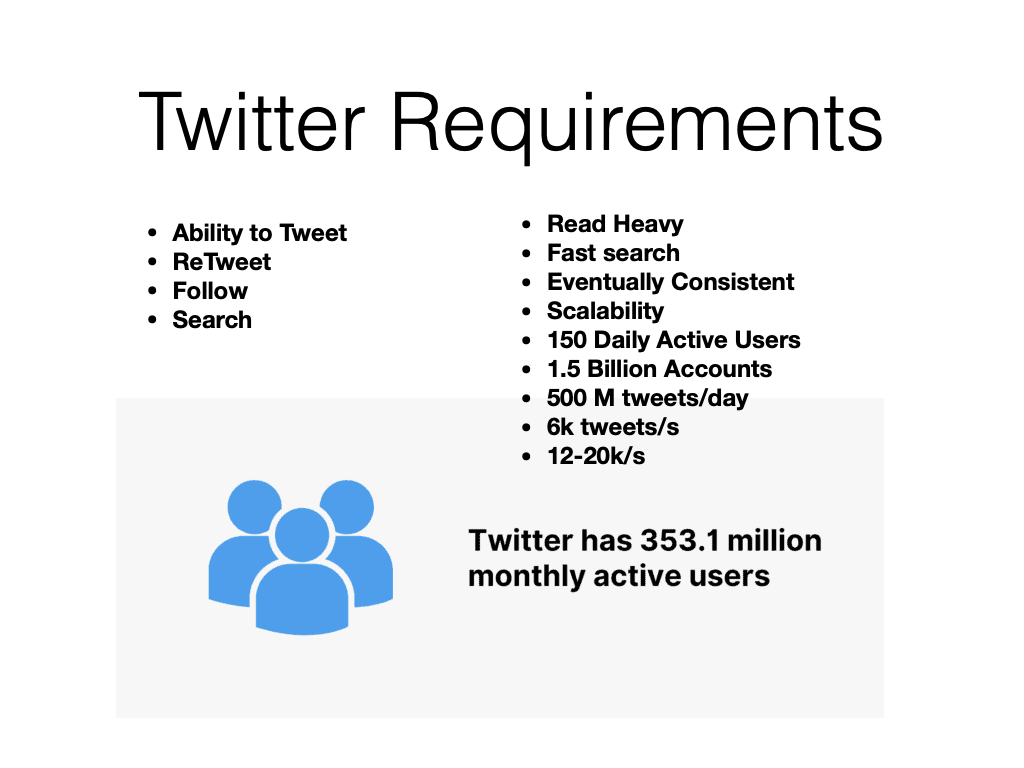 Twitter Requirements
• Ability to Tweet
• ReTweet
• Follow
• Search
• Read Heavy
• Fast search
• Eventually Consistent
• Scalability
• 150 Daily Active Users
• 1.5 Billion Accounts
• 500 M tweets/day
• 6k tweets/s
• 12-20k/s
Twitter has 353.1 million
monthly active users